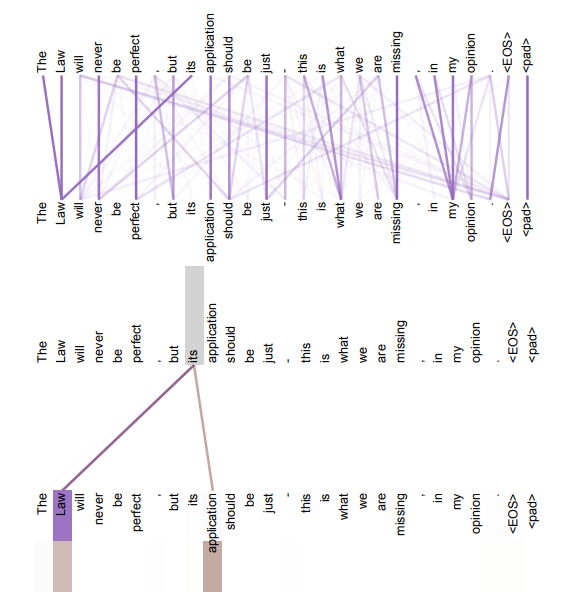 The Law will never be perfect , but its application should be just - this is what we are missing , in my opinion . <EOS> <pad>
The Law will never be perfect , but its application should be just - this is what we are missing , in my opinion . <EOS> <pad>
The Law will never be perfect , but its application should be just - this is what we are missing , in my opinion . <EOS> <pad>
The Law will never be perfect , but its application should be just - this is what we are missing , in my opinion . <EOS> <pad>